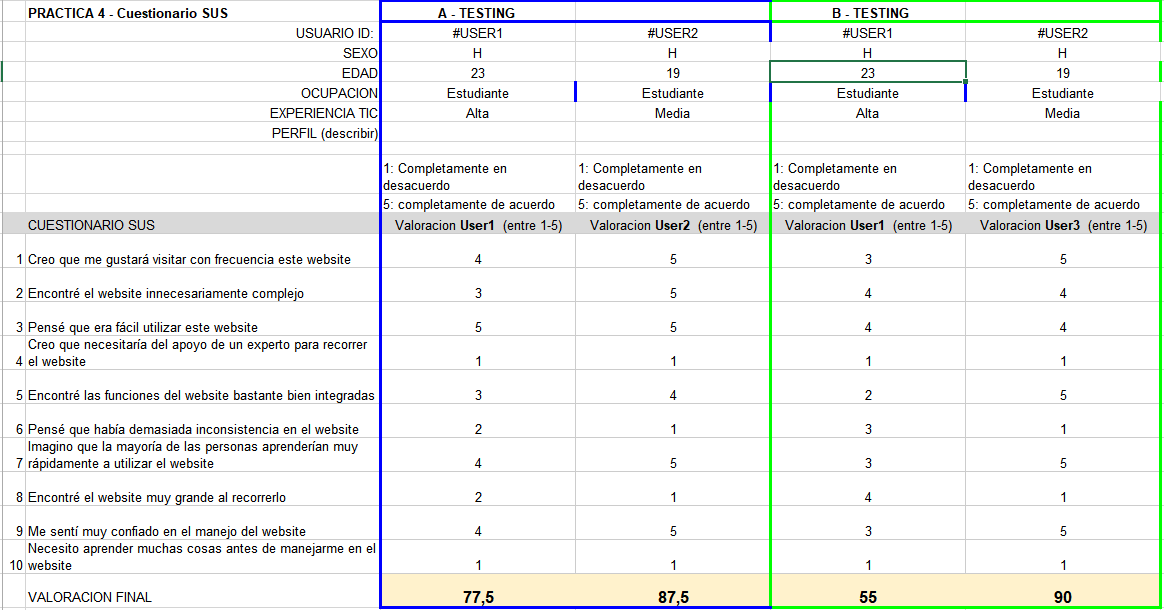 PRACTICA 4 - Cuestionario SUS A - TESTING B - TESTING
USUARIO ID: #USER1 #USER2 #USER1 #USER2
SEXO H H H H
EDAD 23 19 23 19
OCUPACION Estudiante Estudiante Estudiante Estudiante
EXPERIENCIA TIC Alta Media Alta Media
PERFIL (describir)
1: Completamente en 1: Completamente en 1: Completamente en 1: Completamente en
desacuerdo desacuerdo desacuerdo desacuerdo
5: completamente de acuerdo 5: completamente de acuerdo 5: completamente de acuerdo 5: completamente de acuerdo
CUESTIONARIO SUS Valoracion User1 (entre 1-5) Valoracion User2 (entre 1-5) Valoracion User1 (entre 1-5) Valoracion User3 (entre 1-5)
1 Creo que me gustará visitar con frecuencia este website 4 5 3 5
2 Encontré el website innecesariamente complejo 3 5 4 4
3 Pensé que era fácil utilizar este website 5 5 4 4
Creo que necesitaría del apoyo de un experto para recorrer
4 el website 1 1 1 1
5 Encontré las funciones del website bastante bien integradas 3 4 2 5
6 Pensé que había demasiada inconsistencia en el website 2 1 3 1
Imagino que la mayoría de las personas aprenderían muy
7 rápidamente a utilizar el website 4 5 3 5
8 Encontré el website muy grande al recorrerlo 2 1 4 1
9 Me sentí muy confiado en el manejo del website 4 5 3 5
Necesito aprender muchas cosas antes de manejarme en el
10 website 1 1 1 1
VALORACION FINAL 77,5 87,5 55 90